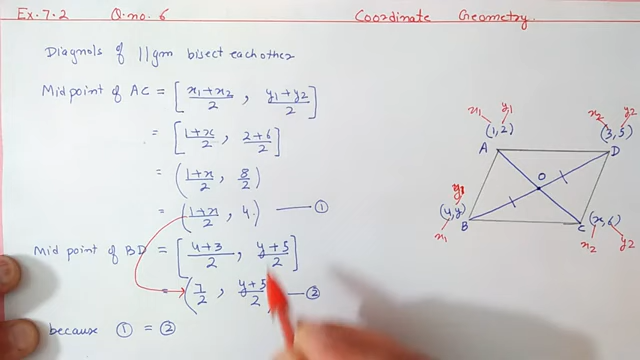 Ex. 7.2 Q. no. 6 Coordinate Geometry.
Diagnols of ||gm bisect each other
Mid point of AC = [ x₁+x₂/2 , y₁+y₂/2 ]
= [ 1+x/2 , 2+6/2 ]
= ( 1+x/2 , 8/2 )
= ( 1+x/2 , 4 ) — ①
Mid point of BD = [ 4+3/2 , y+5/2 ]
= ( 7/2 , y+5/2 ) — ②
because ① = ②
x₁ y₁ x₂ y₂
(1,2) (3,5)
A D
O
y₁
(4,y) (x,6)
B C
x₁ x₂ y₂